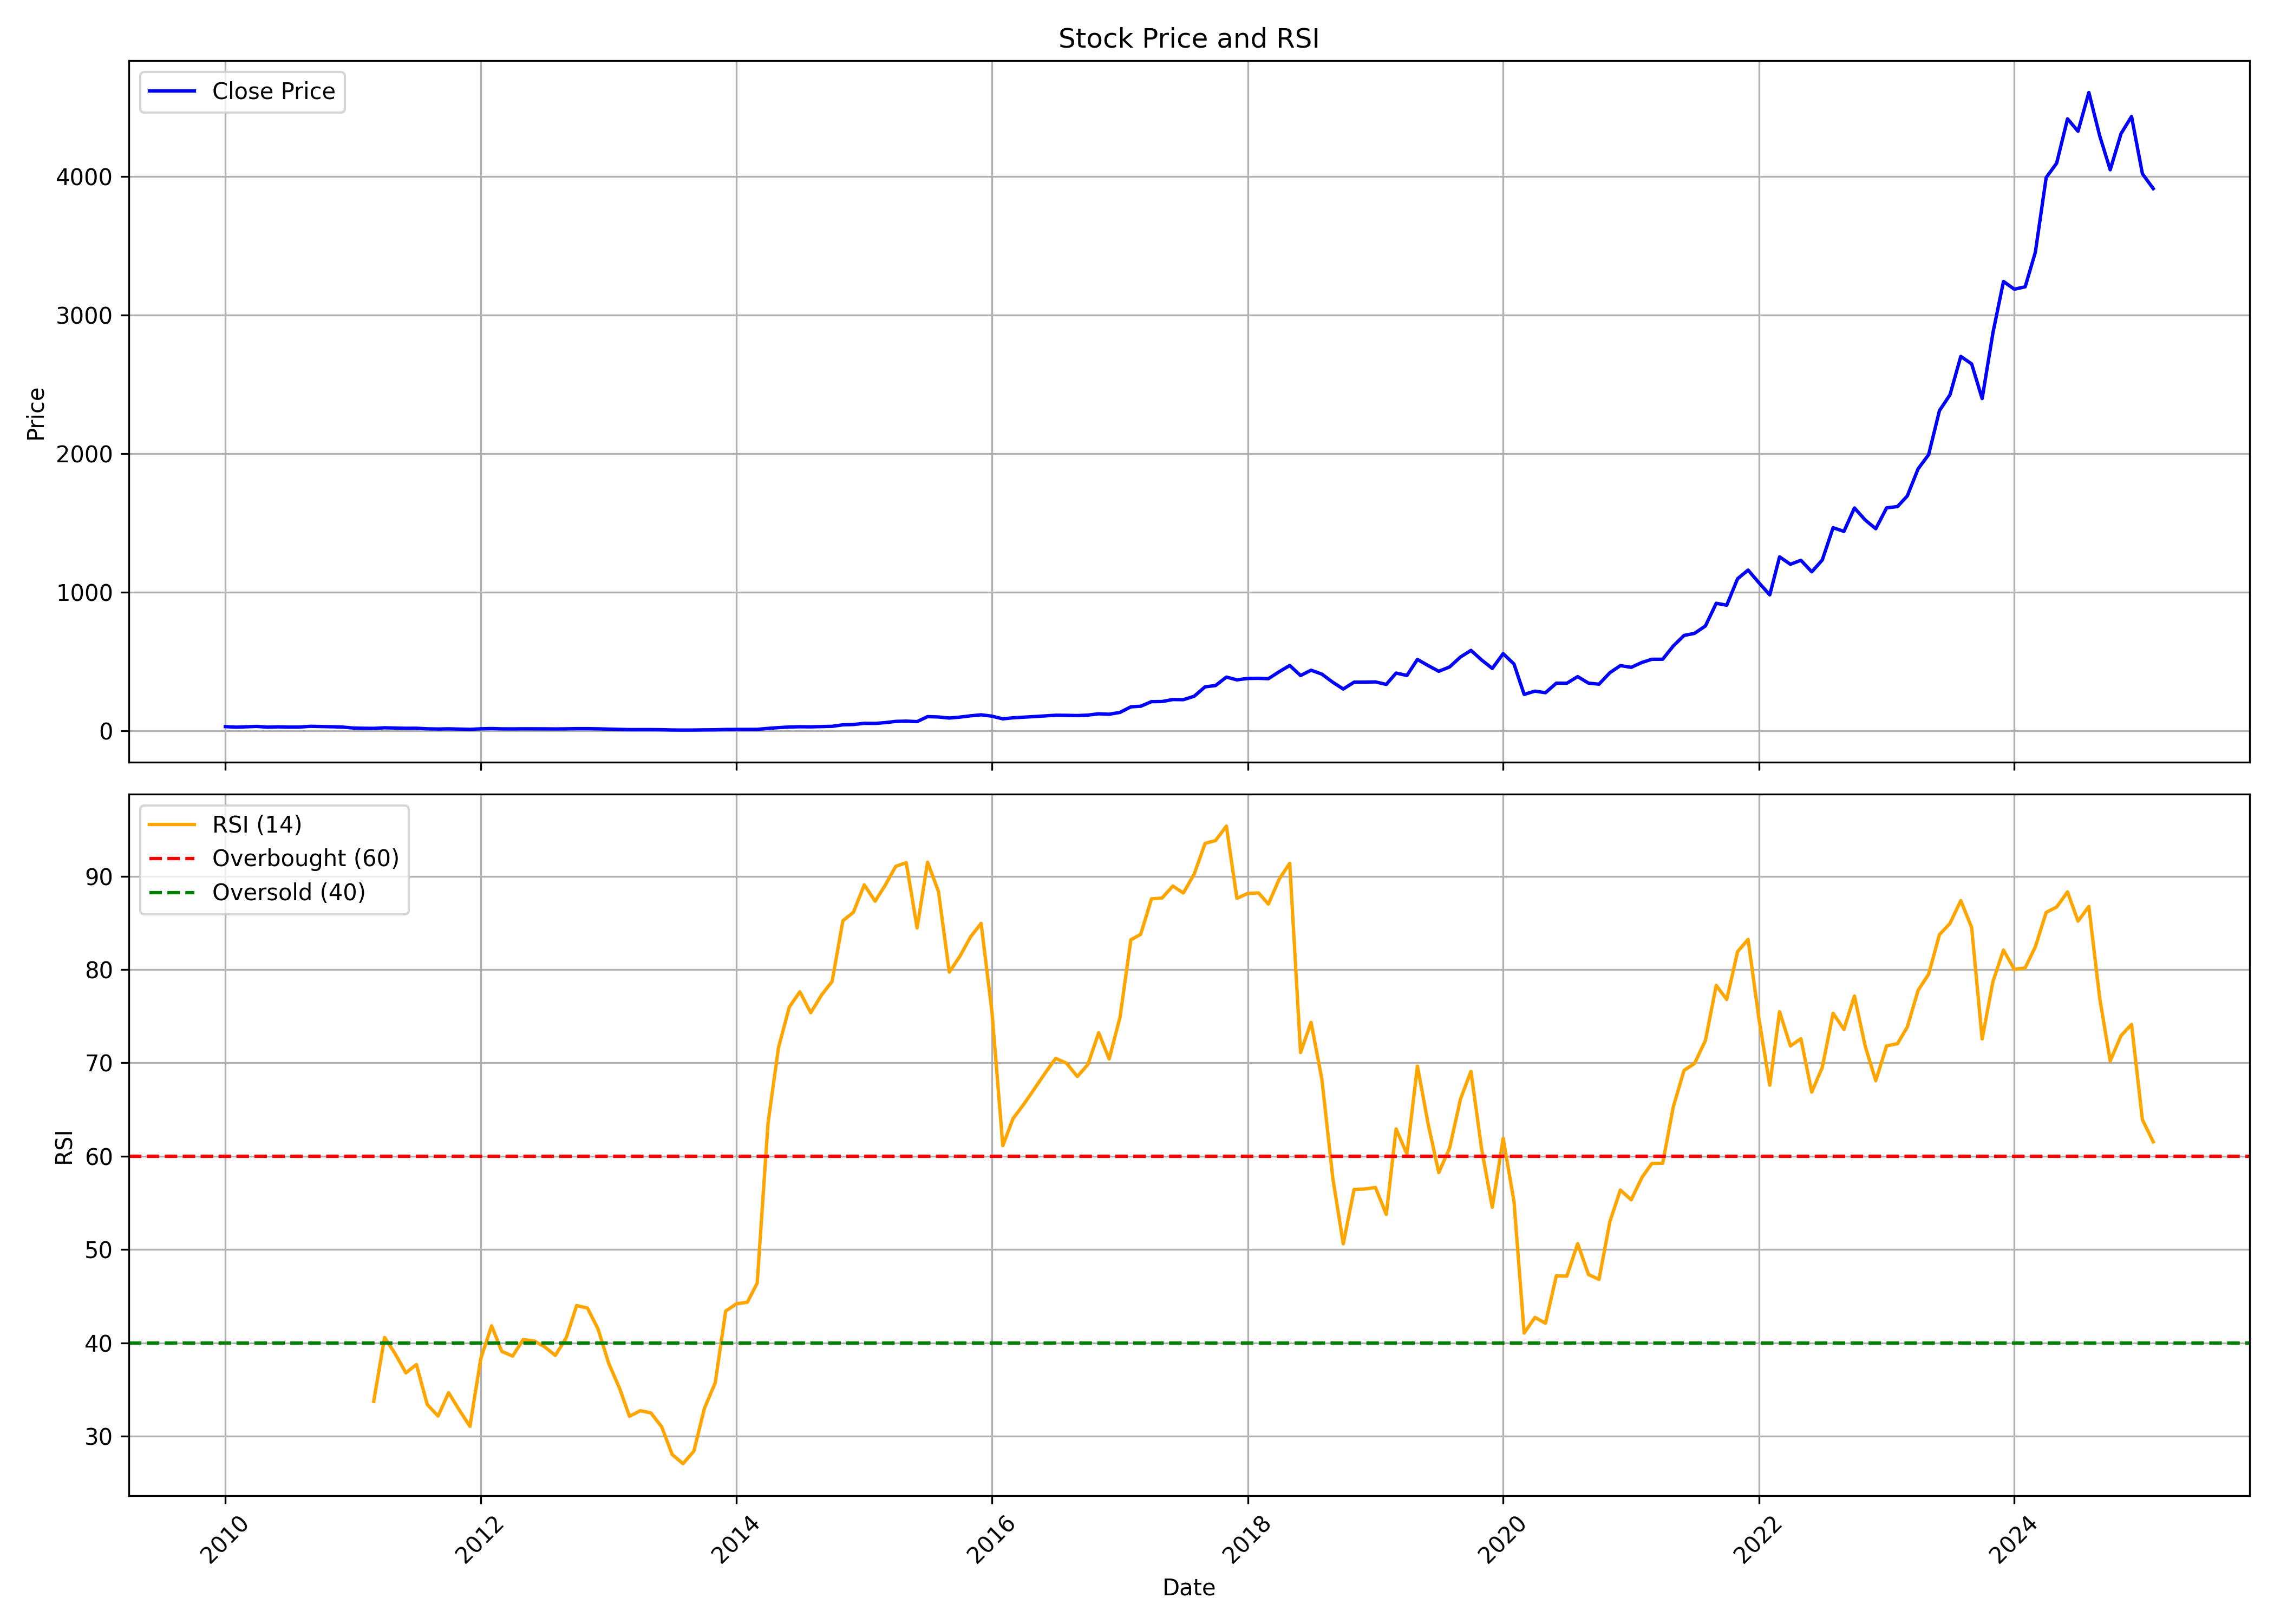 Stock Price and RSI
Close Price
Price
4000
3000
2000
1000
0
RSI (14)
Overbought (60)
Oversold (40)
RSI
90
80
70
60
50
40
30
2010
2012
2014
2016
2018
2020
2022
2024
Date